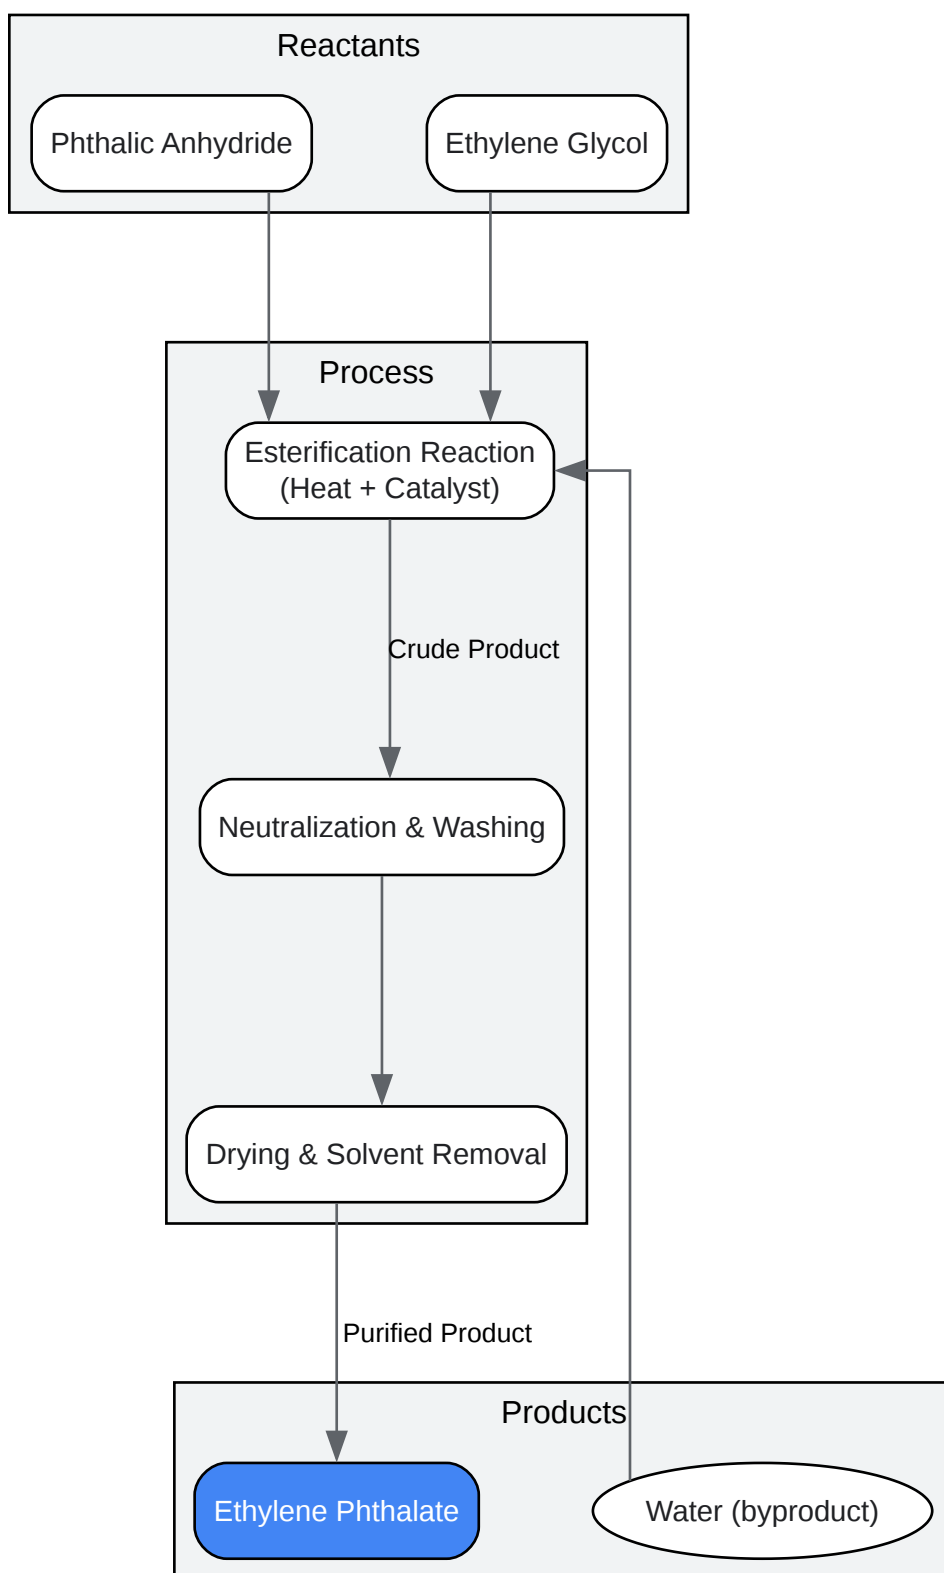 Reactants
Phthalic Anhydride
Ethylene Glycol
Process
Esterification Reaction
(Heat + Catalyst)
Crude Product
Neutralization & Washing
Drying & Solvent Removal
Purified Product
Products
Ethylene Phthalate
Water (byproduct)